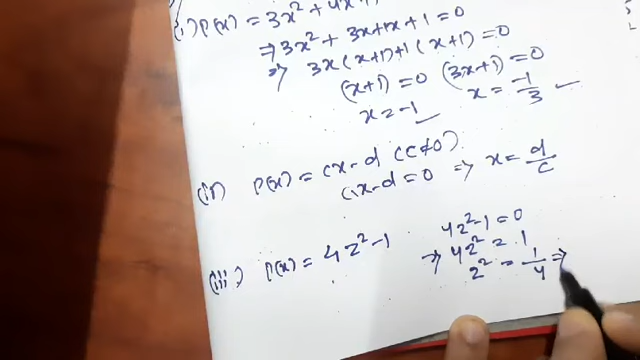 (i) P(x) = 3x² + 4x + 1
⇒ 3x² + 3x + x + 1 = 0
⇒ 3x (x+1) + 1 (x+1) = 0
(x+1) = 0 (3x+1) = 0
x = -1 x = -1/3
(ii) P(x) = cx - d (c≠0)
cx - d = 0 ⇒ x = d/c
(iii) P(x) = 4z² - 1 4z² - 1 = 0
⇒ 4z² = 1
z² = 1/4 ⇒